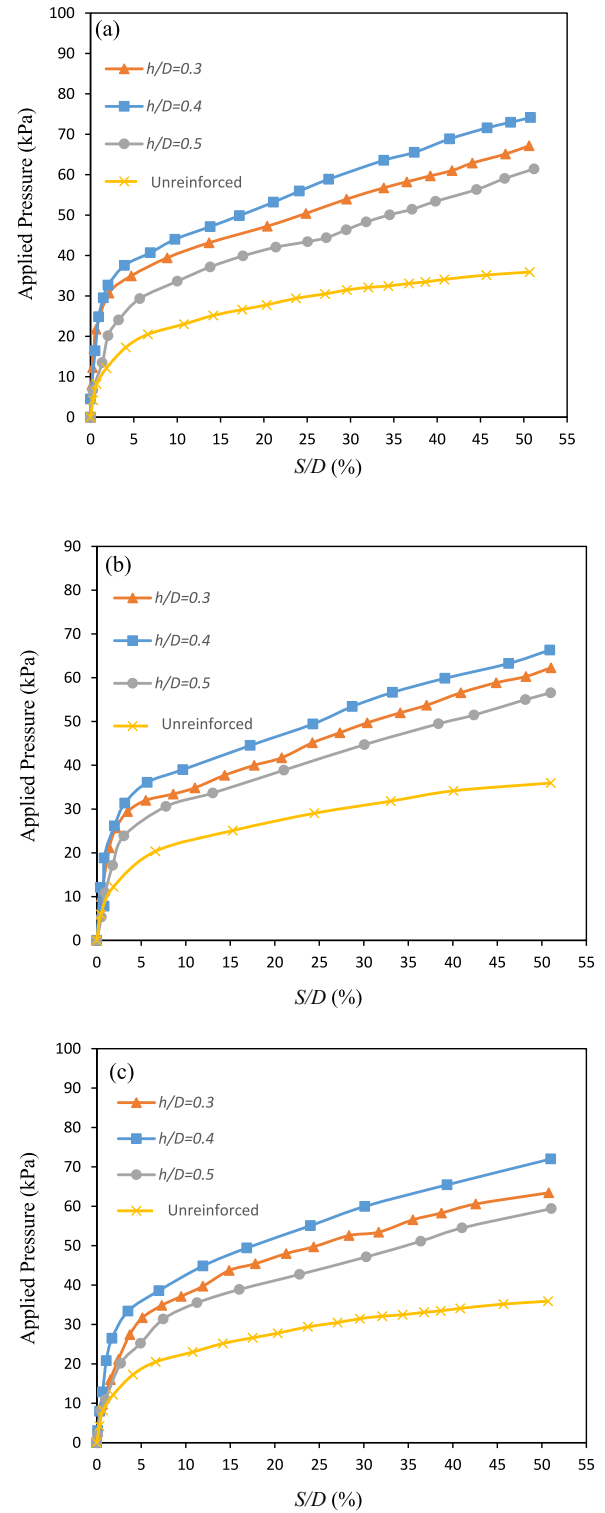 (a)
100
90
80
70
60
50
40
30
20
10
0
Applied Pressure (kPa)
h/D=0.3
h/D=0.4
h/D=0.5
Unreinforced
0 5 10 15 20 25 30 35 40 45 50 55
S/D (%)
(b)
90
80
70
60
50
40
30
20
10
0
Applied Pressure (kPa)
h/D=0.3
h/D=0.4
h/D=0.5
Unreinforced
0 5 10 15 20 25 30 35 40 45 50 55
S/D (%)
(c)
100
90
80
70
60
50
40
30
20
10
0
Applied Pressure (kPa)
h/D=0.3
h/D=0.4
h/D=0.5
Unreinforced
0 5 10 15 20 25 30 35 40 45 50 55
S/D (%)